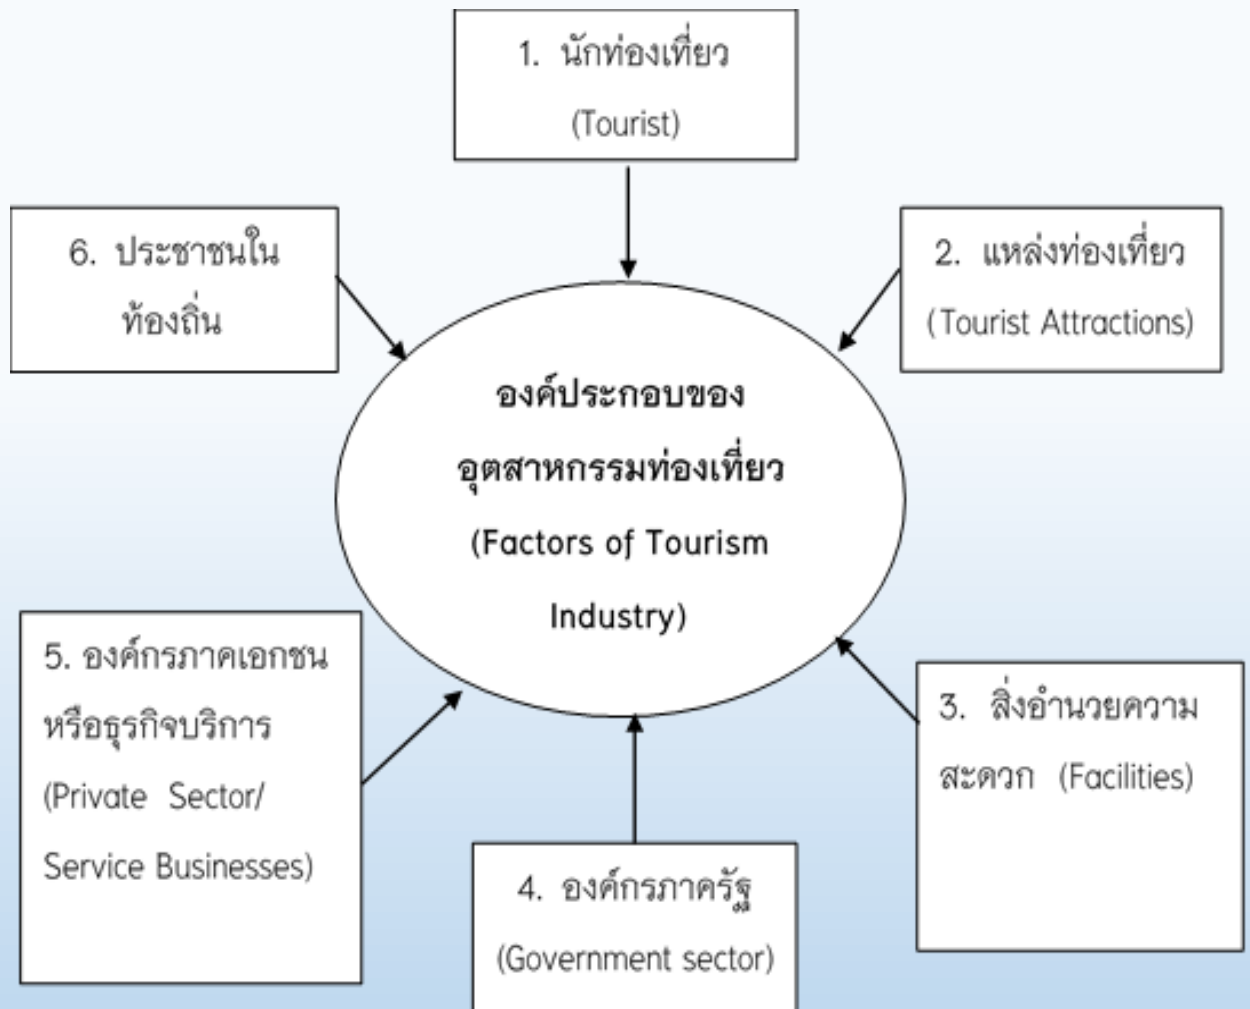 1. นักท่องเที่ยว
(Tourist)
6. ประชาชนใน
ท้องถิ่น
2. แหล่งท่องเที่ยว
(Tourist Attractions)
องค์ประกอบของ
อุตสาหกรรมท่องเที่ยว
(Factors of Tourism
Industry)
5. องค์กรภาคเอกชน
หรือธุรกิจบริการ
(Private Sector/
Service Businesses)
3. สิ่งอำนวยความ
สะดวก (Facilities)
4. องค์กรภาครัฐ
(Government sector)